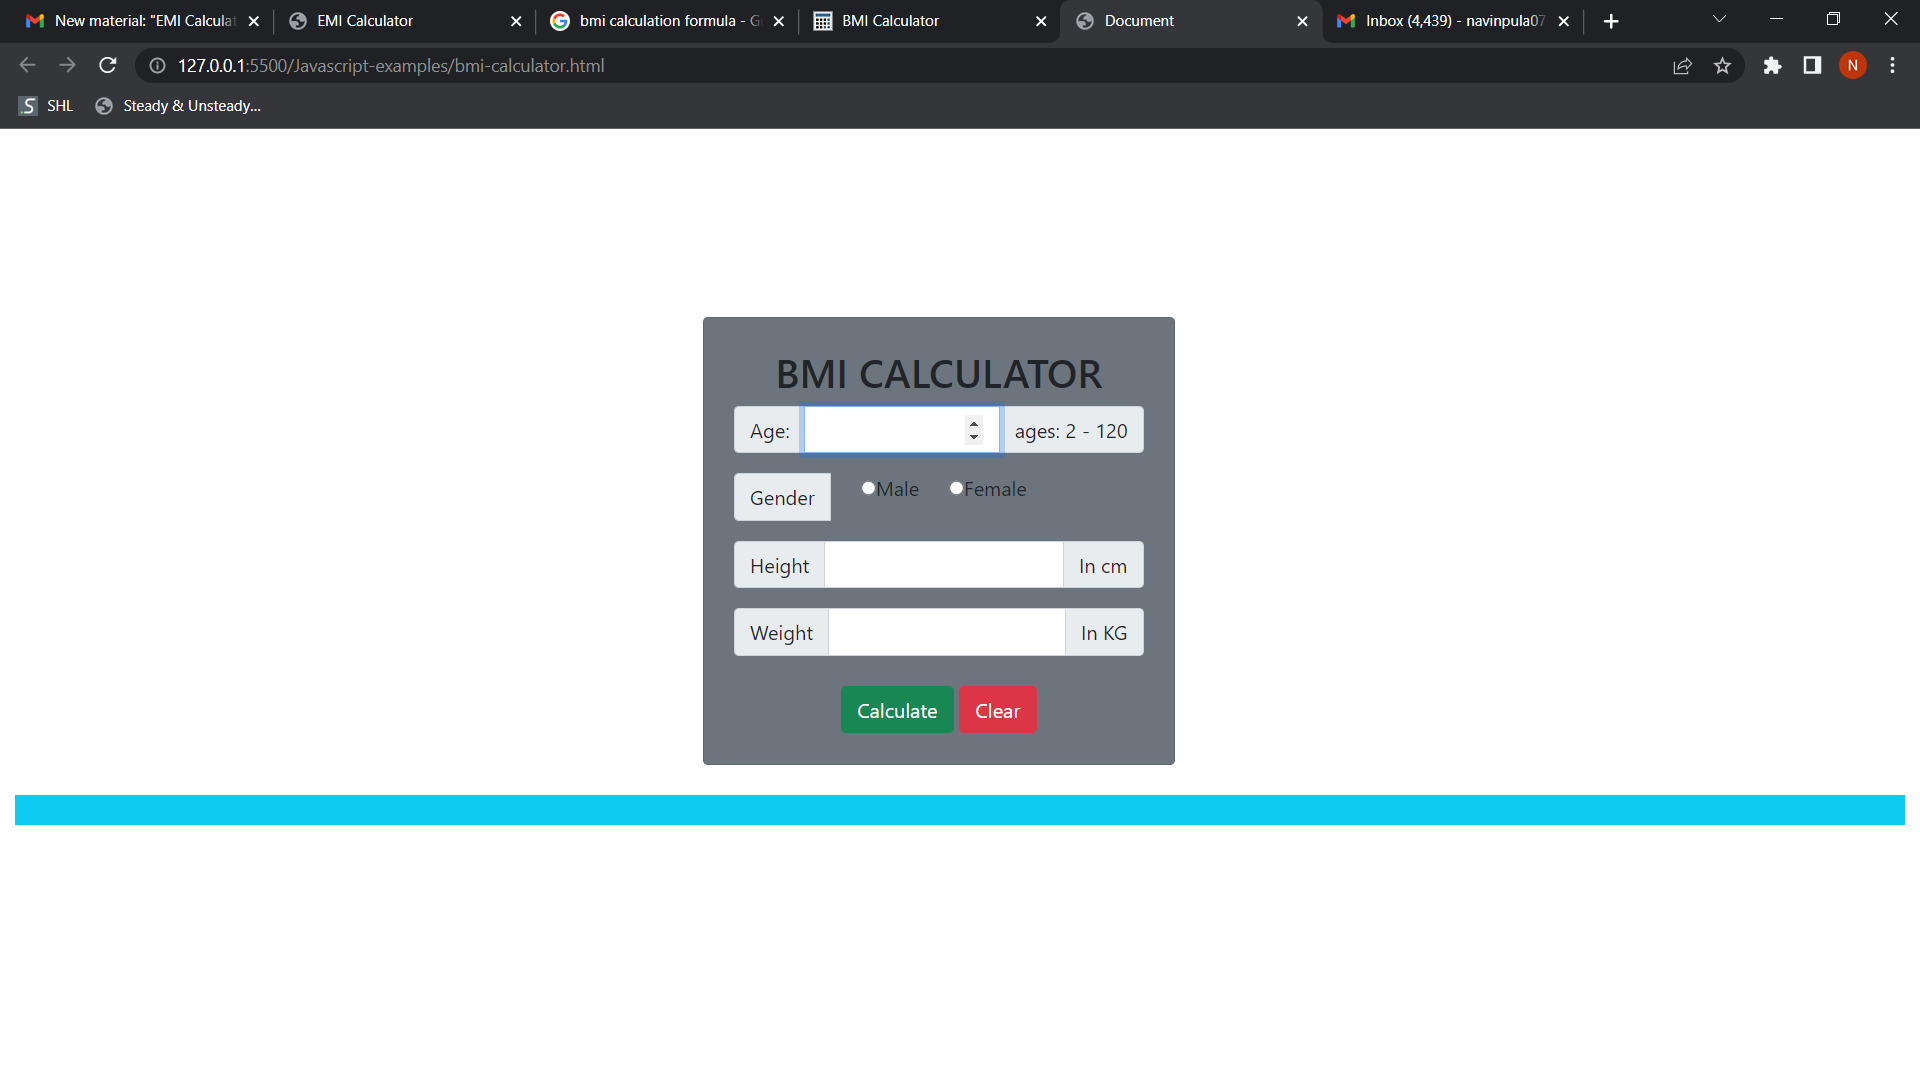 New material: "EMI Calculat
EMI Calculator
bmi calculation formula - G
BMI Calculator
Document
Inbox (4,439) - navinpula07
127.0.0.1:5500/Javascript-examples/bmi-calculator.html
N
SHL
Steady & Unsteady...
BMI CALCULATOR
Age:
ages: 2 - 120
Gender
Male
Female
Height
In cm
Weight
In KG
Calculate
Clear